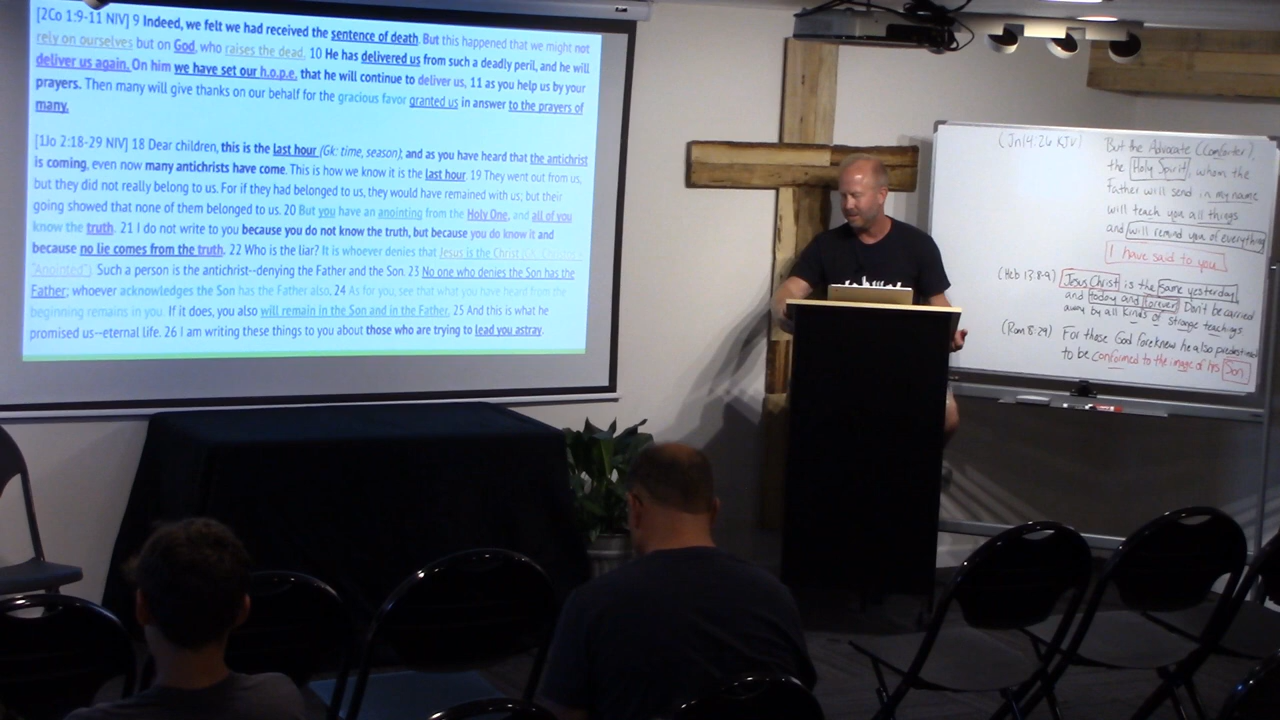 [2Co 1:9-11 NIV] 9 Indeed, we felt we had received the sentence of death. But this happened that we might not
rely on ourselves but on God, who raises the dead. 10 He has delivered us from such a deadly peril, and he will
deliver us again. On him we have set our h.o.p.e. that he will continue to deliver us, 11 as you help us by your
prayers. Then many will give thanks on our behalf for the gracious favor granted us in answer to the prayers of
many.
[1Jo 2:18-29 NIV] 18 Dear children, this is the last hour (Gk: time, season); and as you have heard that the antichrist
is coming, even now many antichrists have come. This is how we know it is the last hour. 19 They went out from us,
but they did not really belong to us. For if they had belonged to us, they would have remained with us; but their
going showed that none of them belonged to us. 20 But you have an anointing from the Holy One, and all of you
know the truth. 21 I do not write to you because you do not know the truth, but because you do know it and
because no lie comes from the truth. 22 Who is the liar? It is whoever denies that Jesus is the Christ
"Anointed"). Such a person is the antichrist--denying the Father and the Son. 23 No one who denies the Son has the
Father; whoever acknowledges the Son has the Father also. 24 As for you, see that what you have heard from the
beginning remains in you. If it does, you also will remain in the Son and in the Father. 25 And this is what he
promised us--eternal life. 26 I am writing these things to you about those who are trying to lead you astray.
(Jn 14:26 KJV) But the Advocate (Comforter),
the Holy Spirit, whom the
Father will send in my name
will teach you all things
and will remind you of everything
I have said to you
(Heb 13:8-9) Jesus Christ is the same yesterday,
and today and forever. Don't be carried
away by all kinds of strange teachings
(Rom 8:29) For those God foreknew he also predestined
to be conformed to the image of his Son